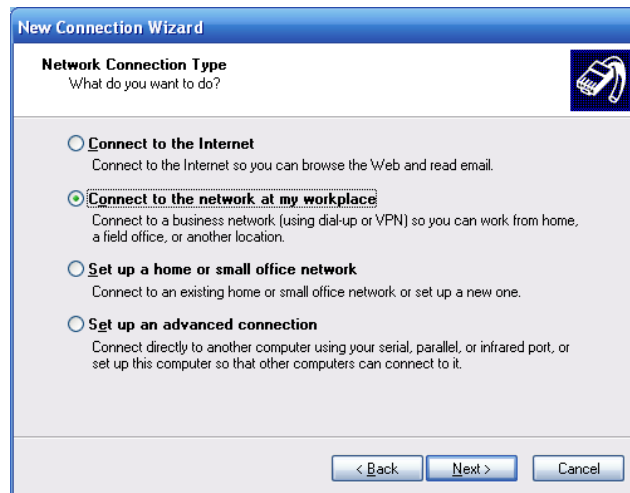 New Connection Wizard
Network Connection Type
What do you want to do?
Connect to the Internet
Connect to the Internet so you can browse the Web and read email.
Connect to the network at my workplace
Connect to a business network (using dial-up or VPN) so you can work from home,
a field office, or another location.
Set up a home or small office network
Connect to an existing home or small office network or set up a new one.
Set up an advanced connection
Connect directly to another computer using your serial, parallel, or infrared port, or
set up this computer so that other computers can connect to it.
< Back Next > Cancel